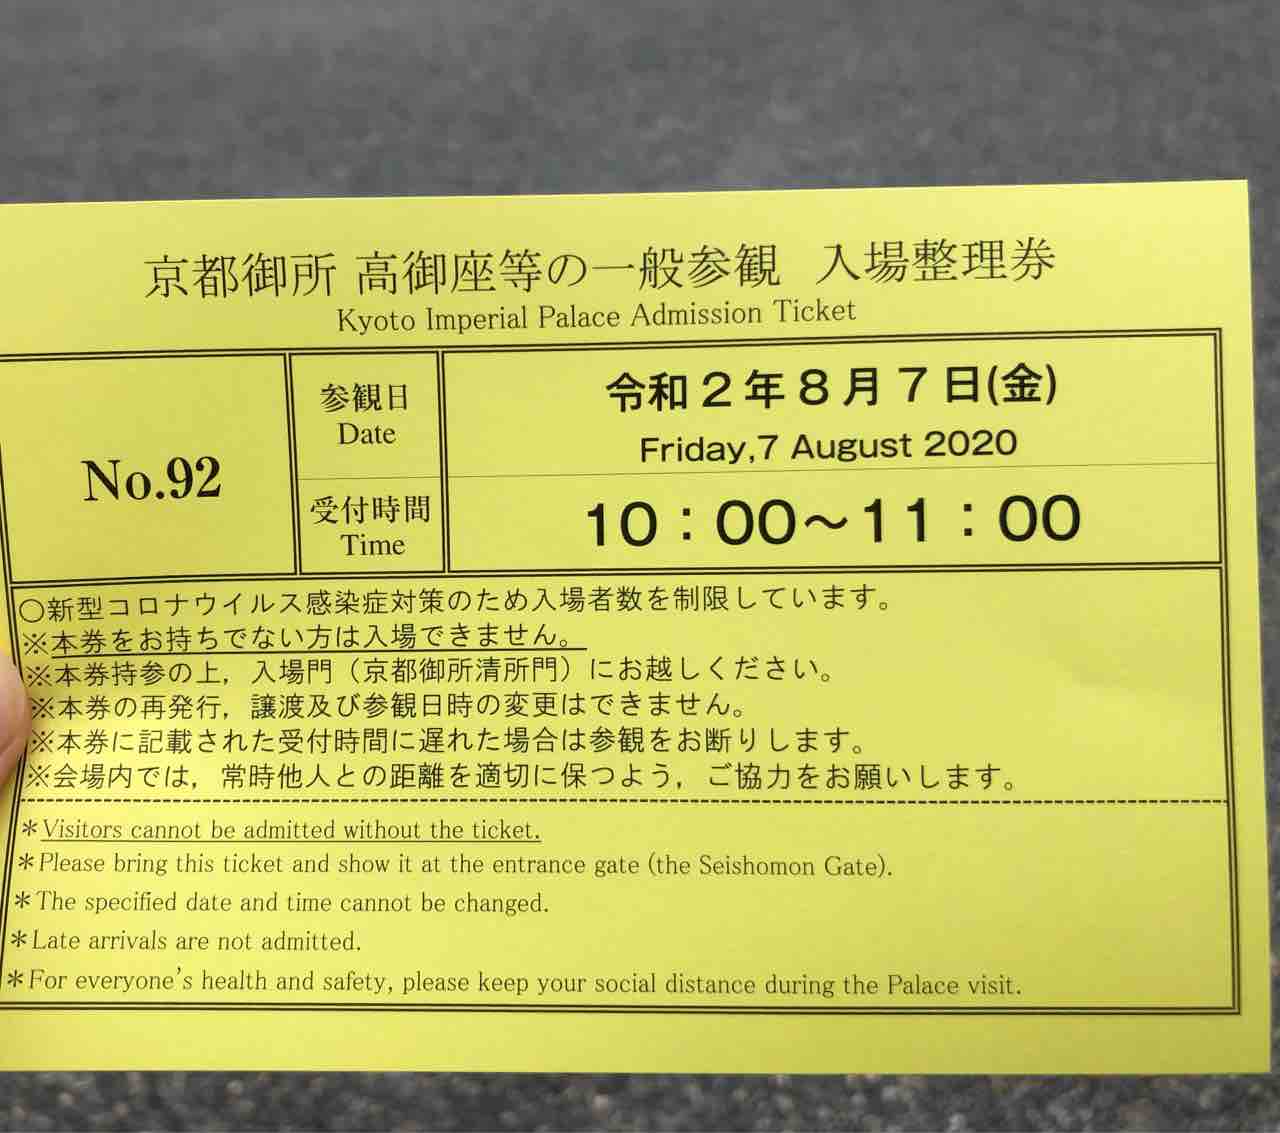 京都御所 高御座等の一般参観 入場整理券
Kyoto Imperial Palace Admission Ticket
No.92
参観日
Date
令和2年8月7日(金)
Friday,7 August 2020
受付時間
Time
10：00～11：00
○新型コロナウイルス感染症対策のため入場者数を制限しています。
※本券をお持ちでない方は入場できません。
※本券持参の上，入場門（京都御所清所門）にお越しください。
※本券の再発行，譲渡及び参観日時の変更はできません。
※本券に記載された受付時間に遅れた場合は参観をお断りします。
※会場内では，常時他人との距離を適切に保つよう，ご協力をお願いします。
＊Visitors cannot be admitted without the ticket.
＊Please bring this ticket and show it at the entrance gate (the Seishomon Gate).
＊The specified date and time cannot be changed.
＊Late arrivals are not admitted.
＊For everyone's health and safety, please keep your social distance during the Palace visit.